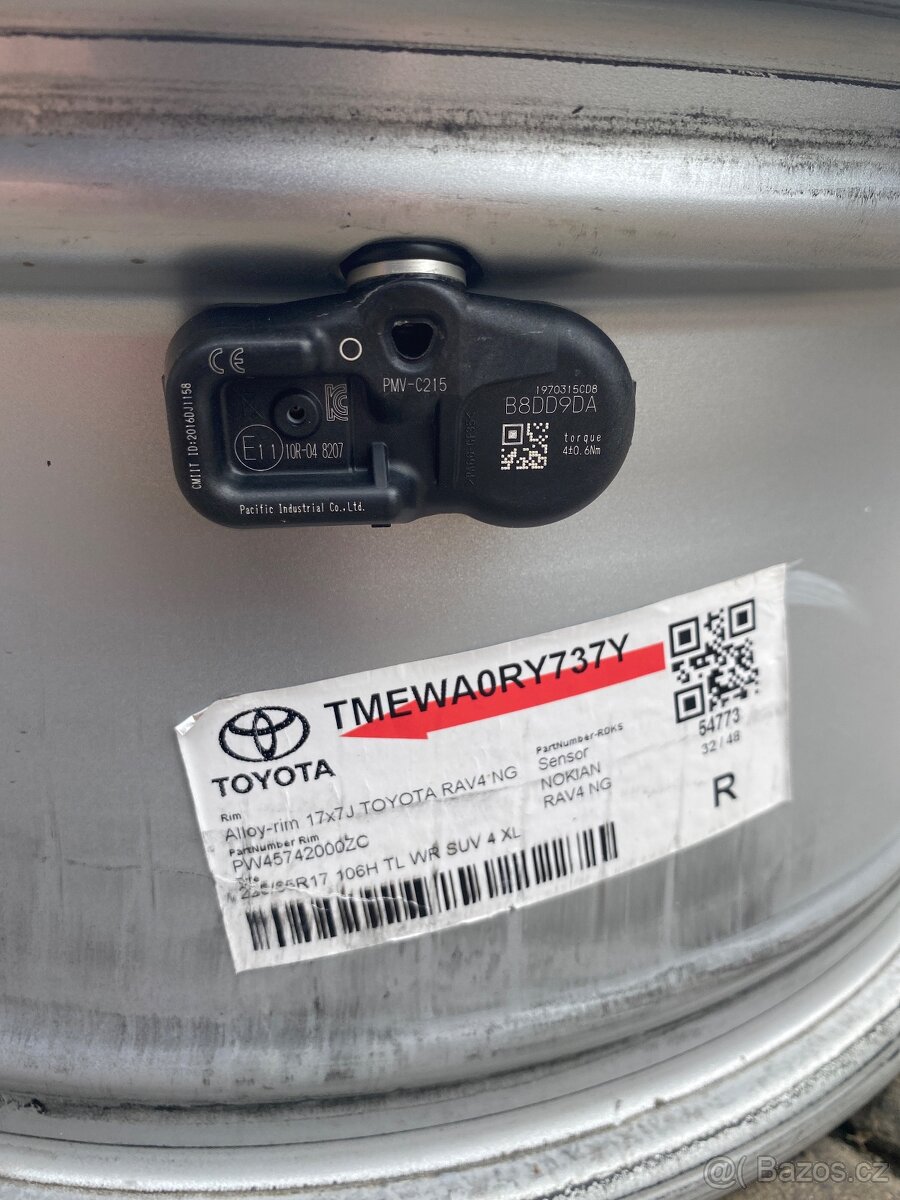 CE
PMV-C215
1970315CD8
B8DD9DA
torque
4±0.6Nm
CMIIT ID:2016DJ1158
E11
10R-04 8207
Pacific Industrial Co.,Ltd.
TMEWA0RY737Y
TOYOTA
54773
32/48
R
Rim
Alloy-rim 17x7J TOYOTA RAV4 NG
PartNumber Rim
PW45742000ZC
R17 106H TL WR SUV 4 XL
PartNumber-RDKS
Sensor
NOKIAN
RAV4 NG
@( Bazos.cz